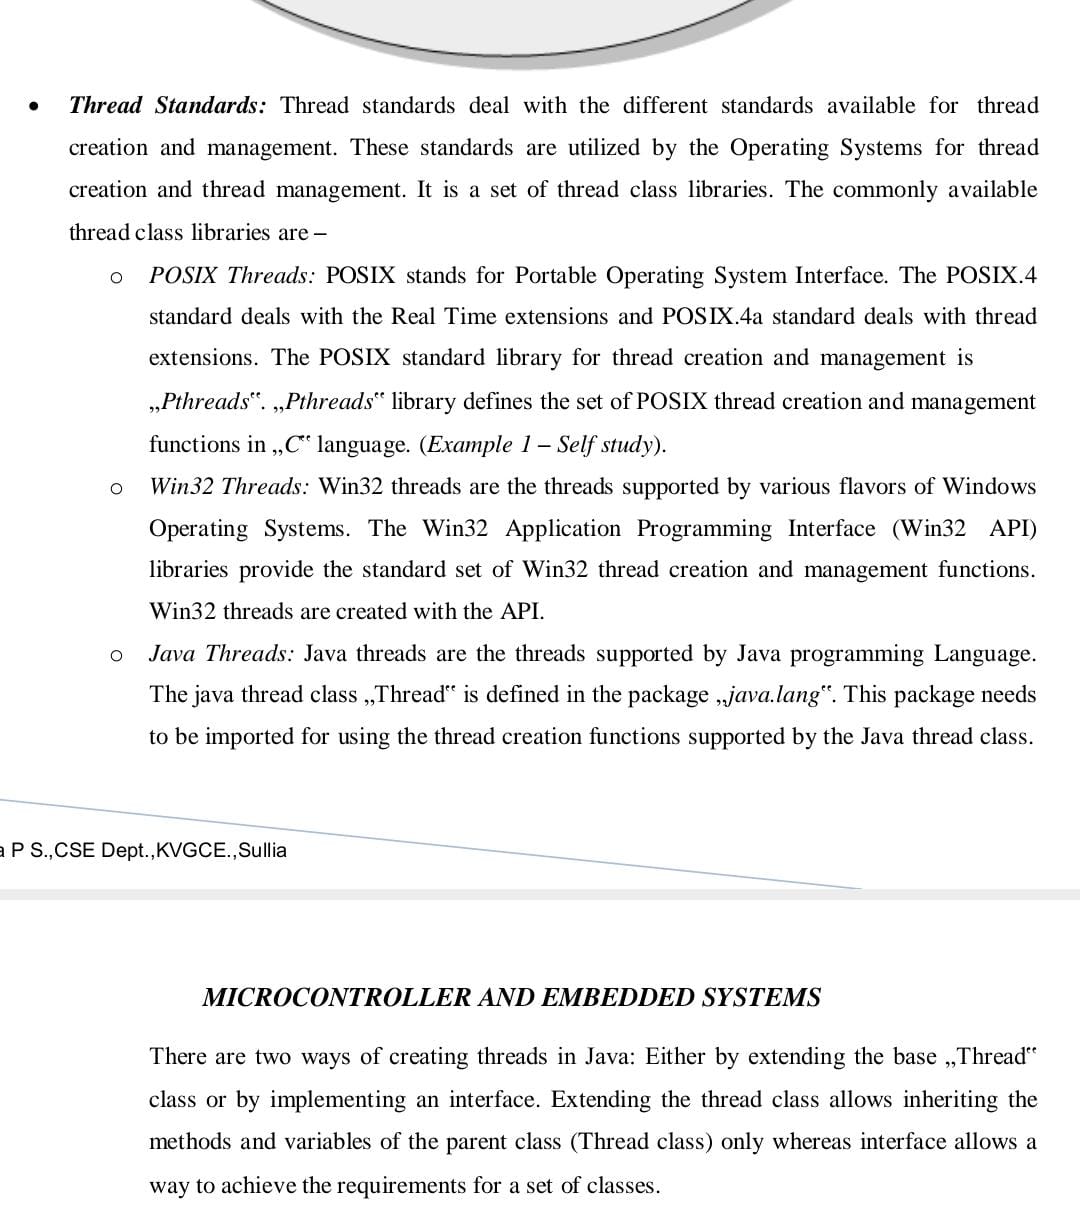 • Thread Standards: Thread standards deal with the different standards available for thread
creation and management. These standards are utilized by the Operating Systems for thread
creation and thread management. It is a set of thread class libraries. The commonly available
thread class libraries are –
o POSIX Threads: POSIX stands for Portable Operating System Interface. The POSIX.4
standard deals with the Real Time extensions and POSIX.4a standard deals with thread
extensions. The POSIX standard library for thread creation and management is
„Pthreads‟. „Pthreads‟ library defines the set of POSIX thread creation and management
functions in „C‟ language. (Example 1 – Self study).
o Win32 Threads: Win32 threads are the threads supported by various flavors of Windows
Operating Systems. The Win32 Application Programming Interface (Win32 API)
libraries provide the standard set of Win32 thread creation and management functions.
Win32 threads are created with the API.
o Java Threads: Java threads are the threads supported by Java programming Language.
The java thread class „Thread‟ is defined in the package „java.lang‟. This package needs
to be imported for using the thread creation functions supported by the Java thread class.
P S.,CSE Dept.,KVGCE.,Sullia
MICROCONTROLLER AND EMBEDDED SYSTEMS
There are two ways of creating threads in Java: Either by extending the base „Thread‟
class or by implementing an interface. Extending the thread class allows inheriting the
methods and variables of the parent class (Thread class) only whereas interface allows a
way to achieve the requirements for a set of classes.